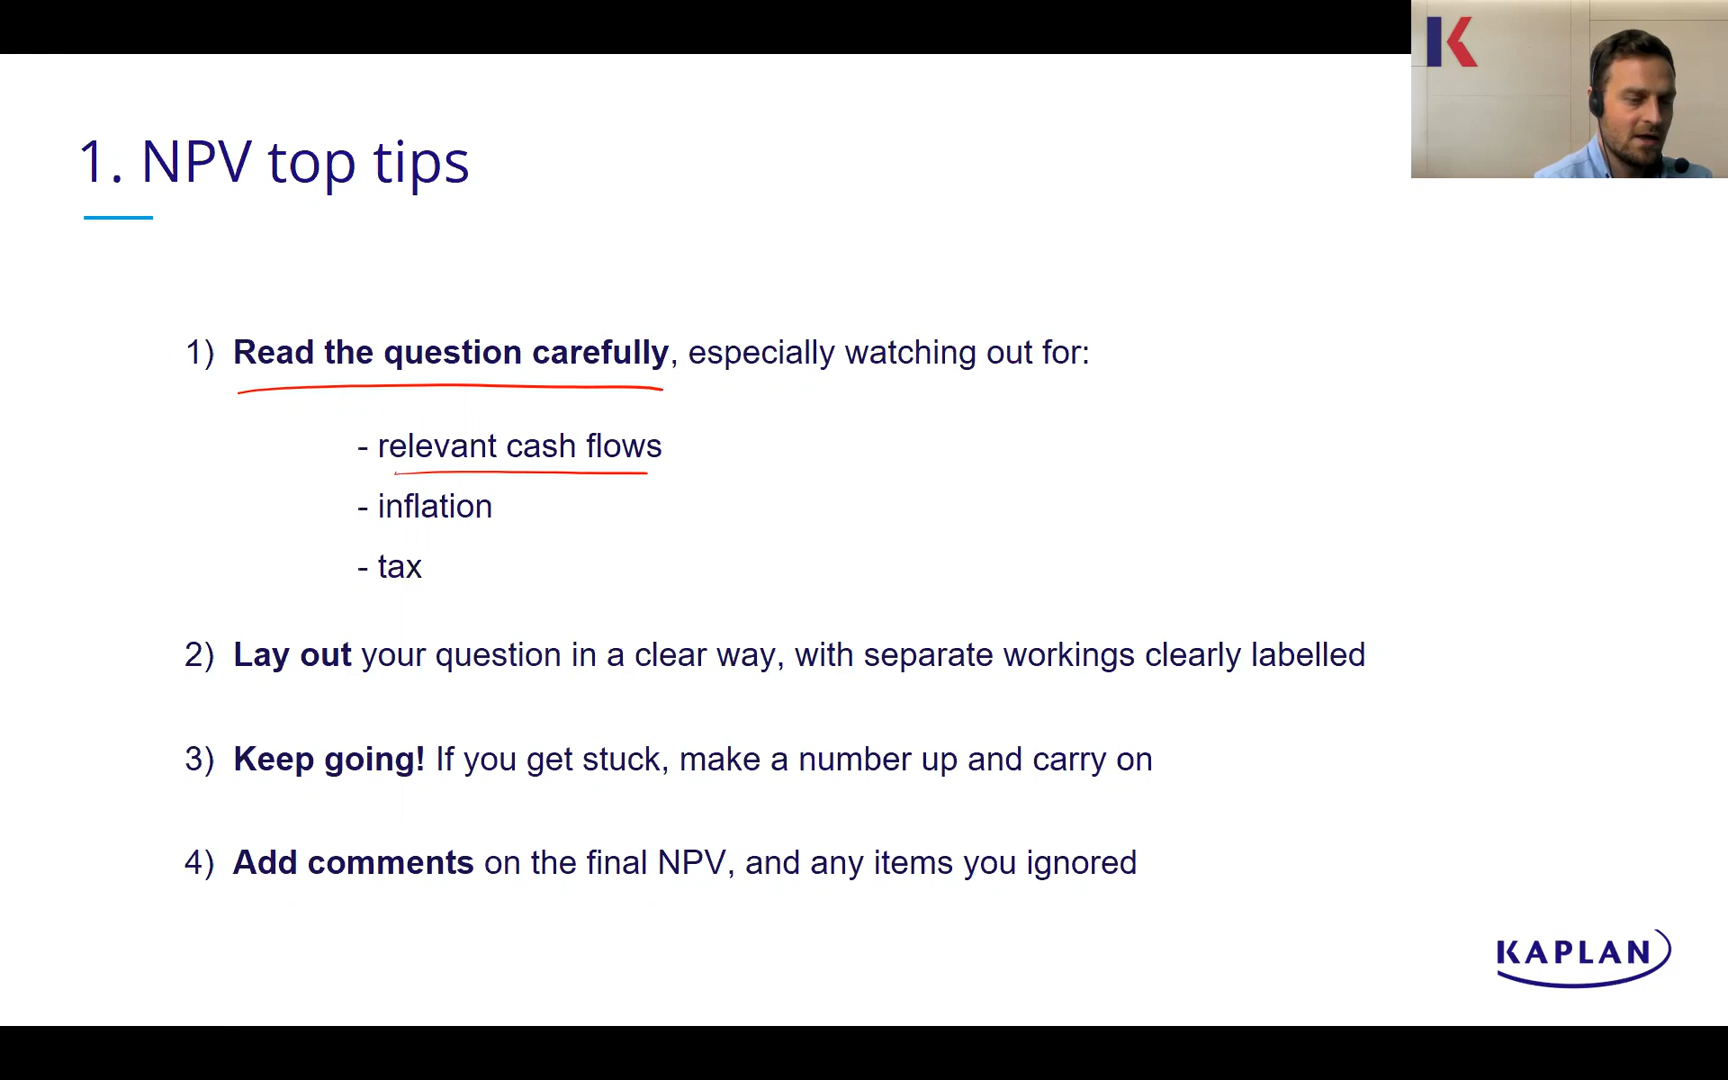 K
1. NPV top tips
1) Read the question carefully, especially watching out for:
- relevant cash flows
- inflation
- tax
2) Lay out your question in a clear way, with separate workings clearly labelled
3) Keep going! If you get stuck, make a number up and carry on
4) Add comments on the final NPV, and any items you ignored
KAPLAN